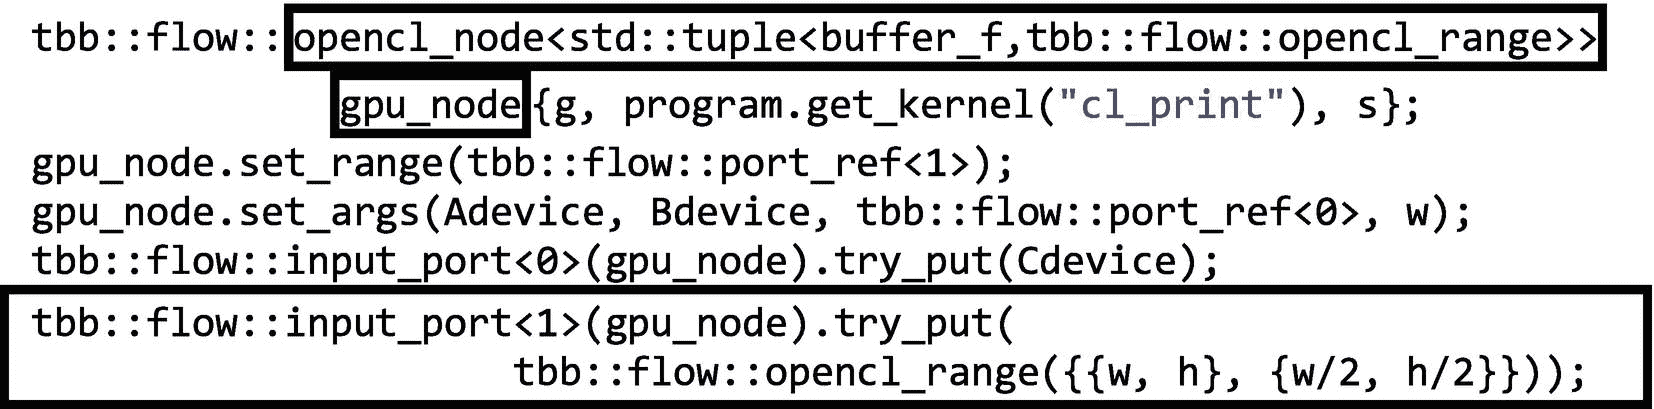 tbb::flow::opencl_node<std::tuple<buffer_f,tbb::flow::opencl_range>>
gpu_node{g, program.get_kernel("cl_print"), s};
gpu_node.set_range(tbb::flow::port_ref<1>);
gpu_node.set_args(Adevice, Bdevice, tbb::flow::port_ref<0>, w);
tbb::flow::input_port<0>(gpu_node).try_put(Cdevice);
tbb::flow::input_port<1>(gpu_node).try_put(
tbb::flow::opencl_range({{w, h}, {w/2, h/2}}));